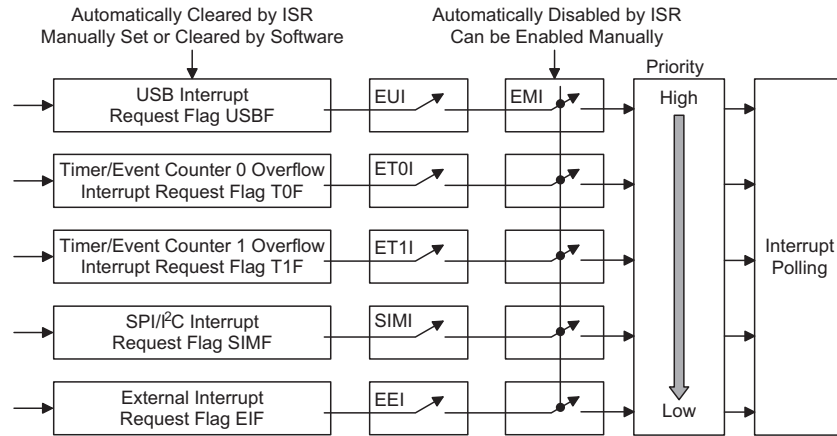 Automatically Cleared by ISR
Manually Set or Cleared by Software
Automatically Disabled by ISR
Can be Enabled Manually
Priority
USB Interrupt
Request Flag USBF
EUI
EMI
High
Timer/Event Counter 0 Overflow
Interrupt Request Flag T0F
ET0I
Timer/Event Counter 1 Overflow
Interrupt Request Flag T1F
ET1I
Interrupt
Polling
SPI/I²C Interrupt
Request Flag SIMF
SIMI
External Interrupt
Request Flag EIF
EEI
Low